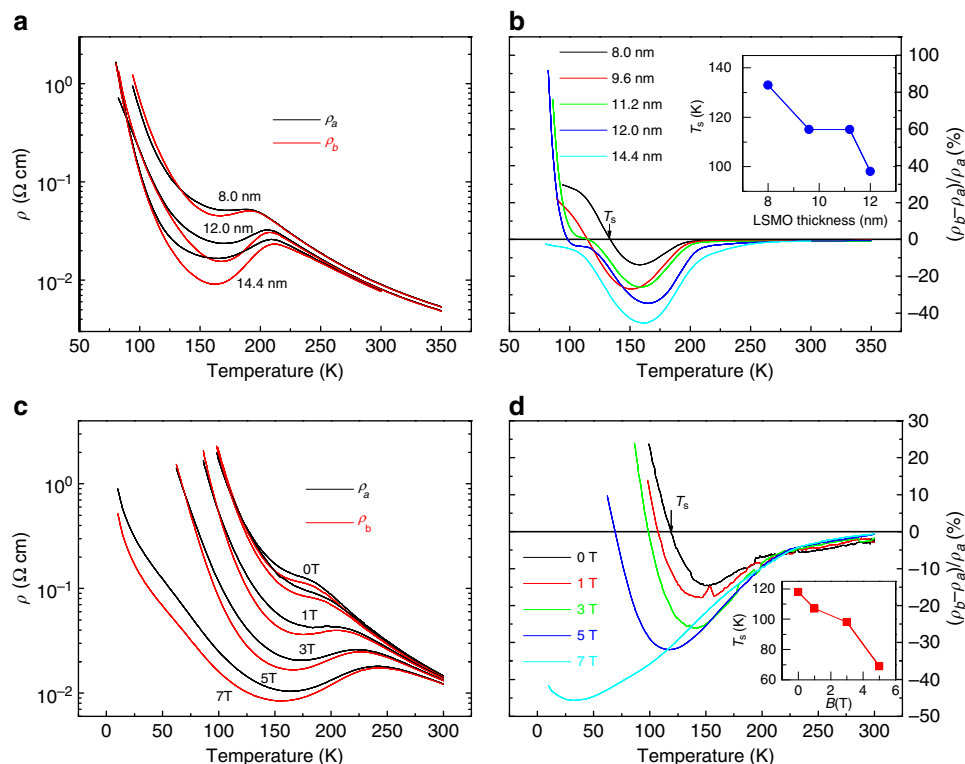 a
10⁰
10⁻¹
10⁻²
ρ (Ω cm)
ρa
ρb
8.0 nm
12.0 nm
14.4 nm
50 100 150 200 250 300 350
Temperature (K)
b
8.0 nm
9.6 nm
11.2 nm
12.0 nm
14.4 nm
Ts
140
120
100
Ts (K)
8 9 10 11 12
LSMO thickness (nm)
100
80
60
40
20
0
−20
−40
(ρb−ρa)/ρa (%)
50 100 150 200 250 300 350
Temperature (K)
c
10⁰
10⁻¹
10⁻²
ρ (Ω cm)
ρa
ρb
0T
1T
3T
5T
7T
0 50 100 150 200 250 300
Temperature (K)
d
Ts
0 T
1 T
3 T
5 T
7 T
120
100
80
60
Ts (K)
0 2 4 6
B(T)
30
20
10
0
−10
−20
−30
−40
−50
(ρb−ρa)/ρa (%)
0 50 100 150 200 250 300
Temperature (K)